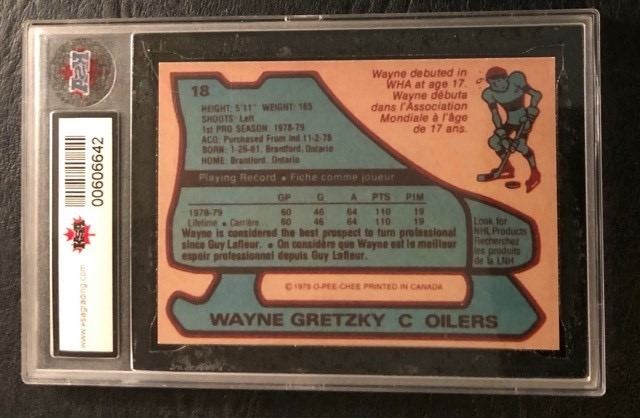 18
HEIGHT: 5'11" WEIGHT: 165
SHOOTS: Left
1st PRO SEASON: 1978-79
ACQ: Purchased From Ind. 11-2-78
BORN: 1-26-61, Brantford, Ontario
HOME: Brantford, Ontario
Wayne debuted in
WHA at age 17.
Wayne débuta
dans l'Association
Mondiale à l'âge
de 17 ans.
Playing Record • Fiche comme joueur
GP G A PTS PIM
1978-79 60 46 64 110 19
Lifetime • Carrière 60 46 64 110 19
Wayne is considered the best prospect to turn professional
since Guy Lafleur. • On considère que Wayne est le meilleur
espoir professionnel depuis Guy Lafleur.
Look for
NHL Products
Recherchez
les produits
de la LNH
© 1979 O-PEE-CHEE PRINTED IN CANADA
WAYNE GRETZKY C OILERS
KSA
KSA
00606642
www.ksagrading.com